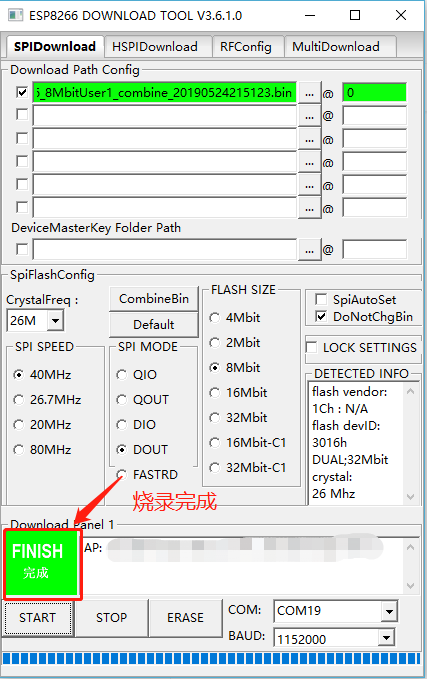 ESP8266 DOWNLOAD TOOL V3.6.1.0
SPIDownload HSPIDownload RFConfig MultiDownload
Download Path Config
_8MbitUser1_combine_20190524215123.bin ... @ 0
... @
... @
... @
... @
... @
DeviceMasterKey Folder Path
... @
SpiFlashConfig
CrystalFreq :
26M
CombineBin
Default
SPI SPEED
40MHz
26.7MHz
20MHz
80MHz
SPI MODE
QIO
QOUT
DIO
DOUT
FASTRD
FLASH SIZE
4Mbit
2Mbit
8Mbit
16Mbit
32Mbit
16Mbit-C1
32Mbit-C1
SpiAutoSet
DoNotChgBin
LOCK SETTINGS
DETECTED INFO
flash vendor:
1Ch : N/A
flash devID:
3016h
DUAL;32Mbit
crystal:
26 Mhz
烧录完成
Download Panel 1
FINISH
完成
AP:
START STOP ERASE
COM: COM19
BAUD: 1152000